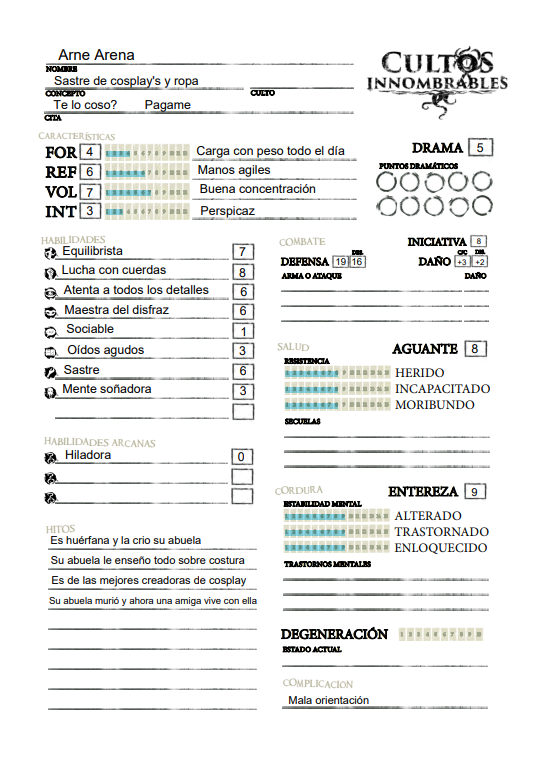 Arne Arena
NOMBRE
CULTOS
INNOMBRABLES
Sastre de cosplay's y ropa
CONCEPTO CULTO
Te lo coso? Pagame
CITA
CARACTERÍSTICAS
FOR 4 Carga con peso todo el día
REF 6 Manos agiles
VOL 7 Buena concentración
INT 3 Perspicaz
DRAMA 5
PUNTOS DRAMÁTICOS
HABILIDADES
Equilibrista 7
Lucha con cuerdas 8
Atenta a todos los detalles 6
Maestra del disfraz 6
Sociable 1
Oídos agudos 3
Sastre 6
Mente soñadora 3
HABILIDADES ARCANAS
Hiladora 0
HITOS
Es huérfana y la crio su abuela
Su abuela le enseño todo sobre costura
Es de las mejores creadoras de cosplay
Su abuela murió y ahora una amiga vive con ella
COMBATE
INICIATIVA 8
DEFENSA 19 16 DAÑO +3 +2
ARMA O ATAQUE DAÑO
SALUD
AGUANTE 8
RESISTENCIA
HERIDO
INCAPACITADO
MORIBUNDO
SECUELAS
CORDURA
ENTEREZA 9
ESTABILIDAD MENTAL
ALTERADO
TRASTORNADO
ENLOQUECIDO
TRASTORNOS MENTALES
DEGENERACIÓN 1 2 3 4 5 6 7 8 9 10
ESTADO ACTUAL
COMPLICACION
Mala orientación